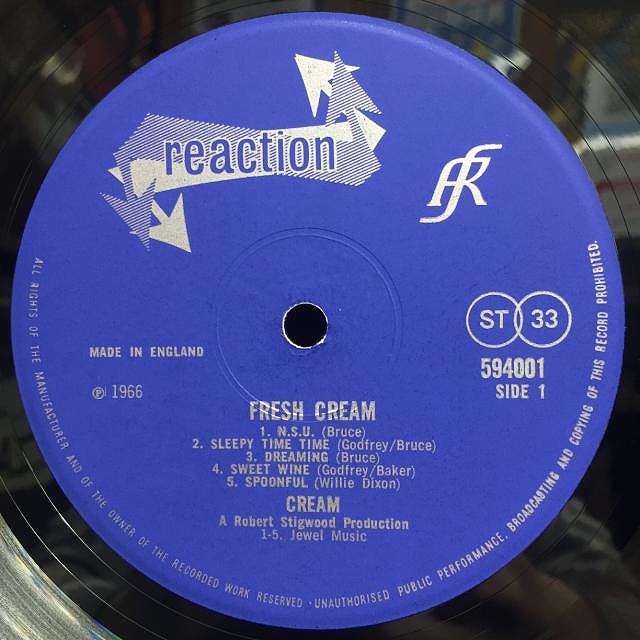 reaction
R
ST 33
594001
SIDE 1
MADE IN ENGLAND
℗ 1966
FRESH CREAM
1. N.S.U. (Bruce)
2. SLEEPY TIME TIME (Godfrey/Bruce)
3. DREAMING (Bruce)
4. SWEET WINE (Godfrey/Baker)
5. SPOONFUL (Willie Dixon)
CREAM
A Robert Stigwood Production
1-5. Jewel Music
ALL RIGHTS OF THE MANUFACTURER AND OF THE OWNER OF THE RECORDED WORK RESERVED · UNAUTHORISED PUBLIC PERFORMANCE, BROADCASTING AND COPYING OF THIS RECORD PROHIBITED.